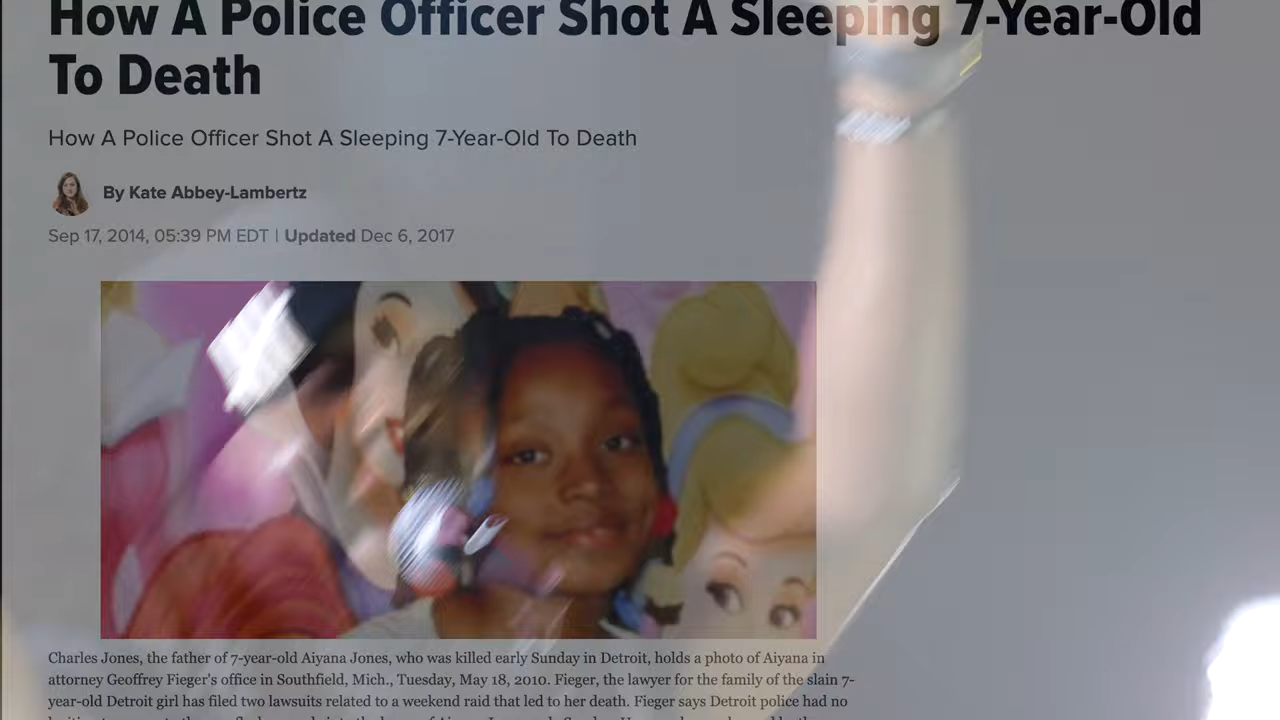 How A Police Officer Shot A Sleeping 7-Year-Old
To Death
How A Police Officer Shot A Sleeping 7-Year-Old To Death
By Kate Abbey-Lambertz
Sep 17, 2014, 05:39 PM EDT | Updated Dec 6, 2017
Charles Jones, the father of 7-year-old Aiyana Jones, who was killed early Sunday in Detroit, holds a photo of Aiyana in
attorney Geoffrey Fieger's office in Southfield, Mich., Tuesday, May 18, 2010. Fieger, the lawyer for the family of the slain 7-
year-old Detroit girl has filed two lawsuits related to a weekend raid that led to her death. Fieger says Detroit police had no